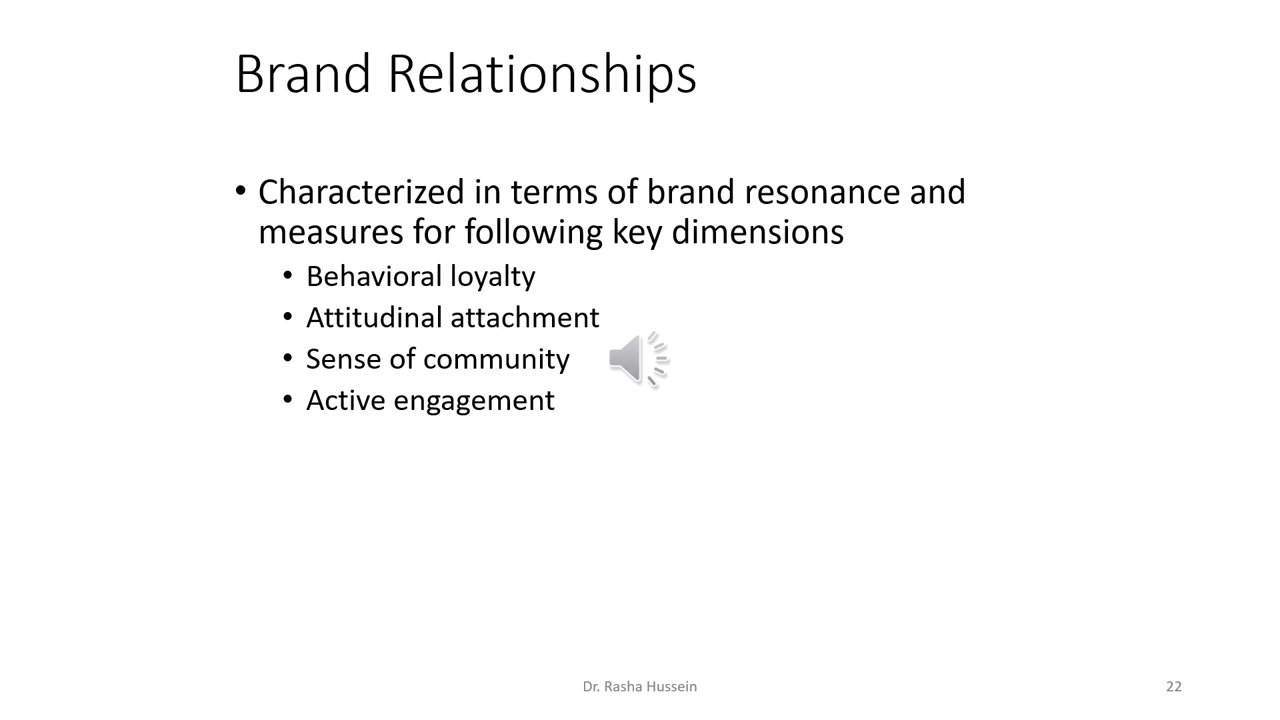 Brand Relationships
• Characterized in terms of brand resonance and
measures for following key dimensions
• Behavioral loyalty
• Attitudinal attachment
• Sense of community
• Active engagement
Dr. Rasha Hussein
22